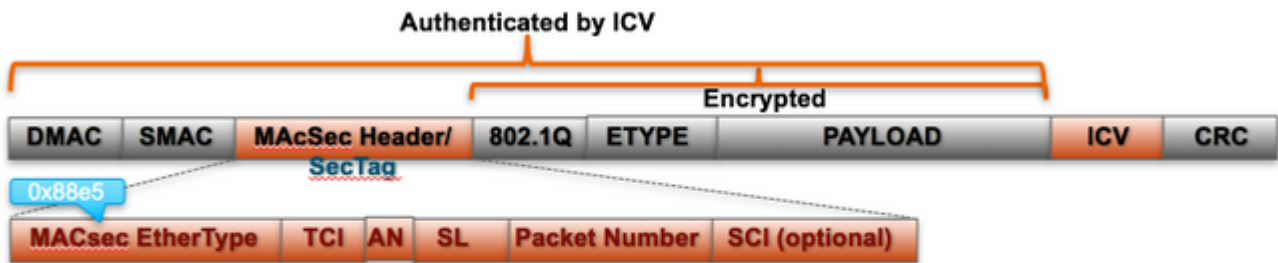 Authenticated by ICV
Encrypted
DMAC SMAC MAcSec Header/ 802.1Q ETYPE PAYLOAD ICV CRC
SecTag
0x88e5
MACsec EtherType TCI AN SL Packet Number SCI (optional)